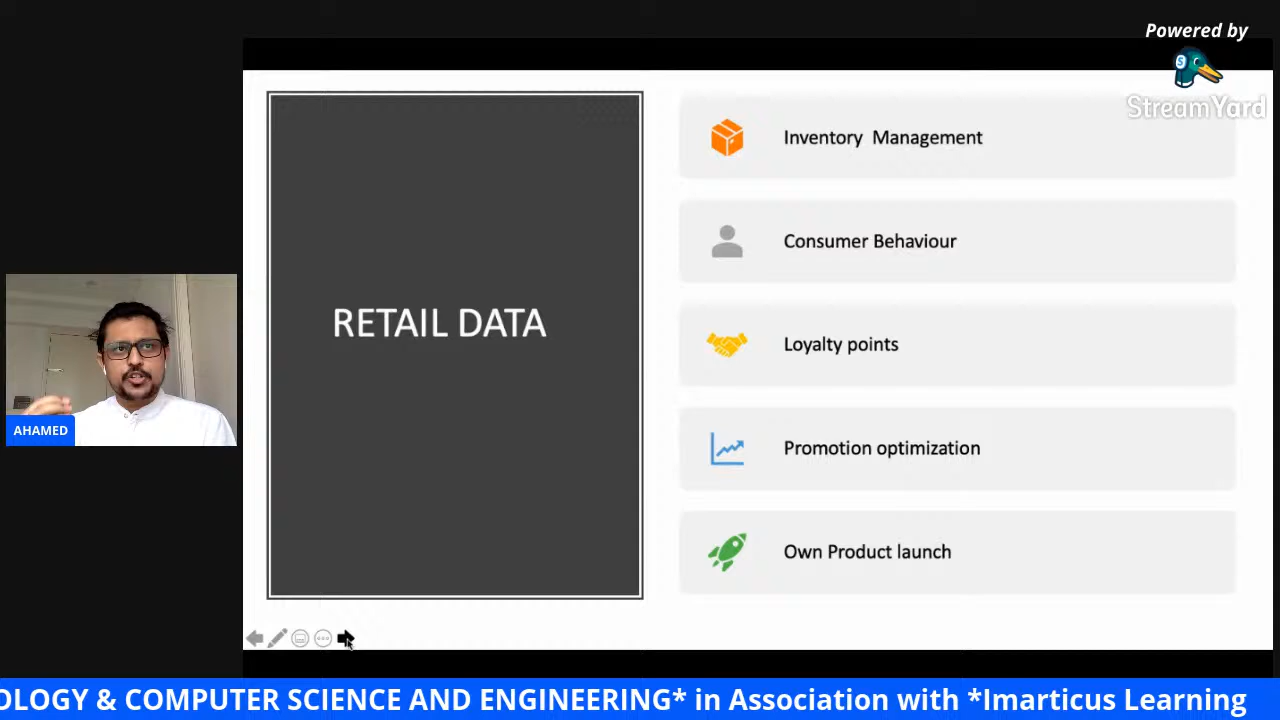 Powered by
StreamYard
RETAIL DATA
Inventory Management
Consumer Behaviour
Loyalty points
Promotion optimization
Own Product launch
AHAMED
OLOGY & COMPUTER SCIENCE AND ENGINEERING* in Association with *Imarticus Learning